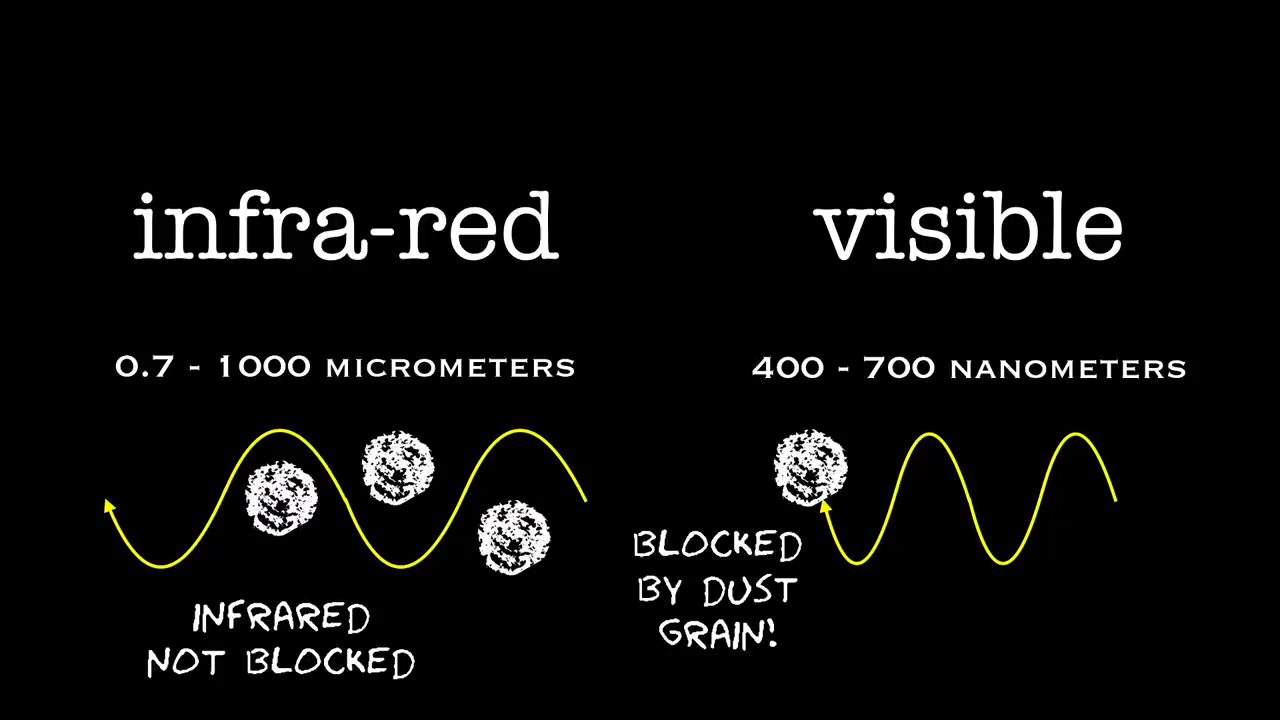 infra-red
visible
0.7 - 1000 MICROMETERS
400 - 700 NANOMETERS
INFRARED
NOT BLOCKED
BLOCKED
BY DUST
GRAIN!